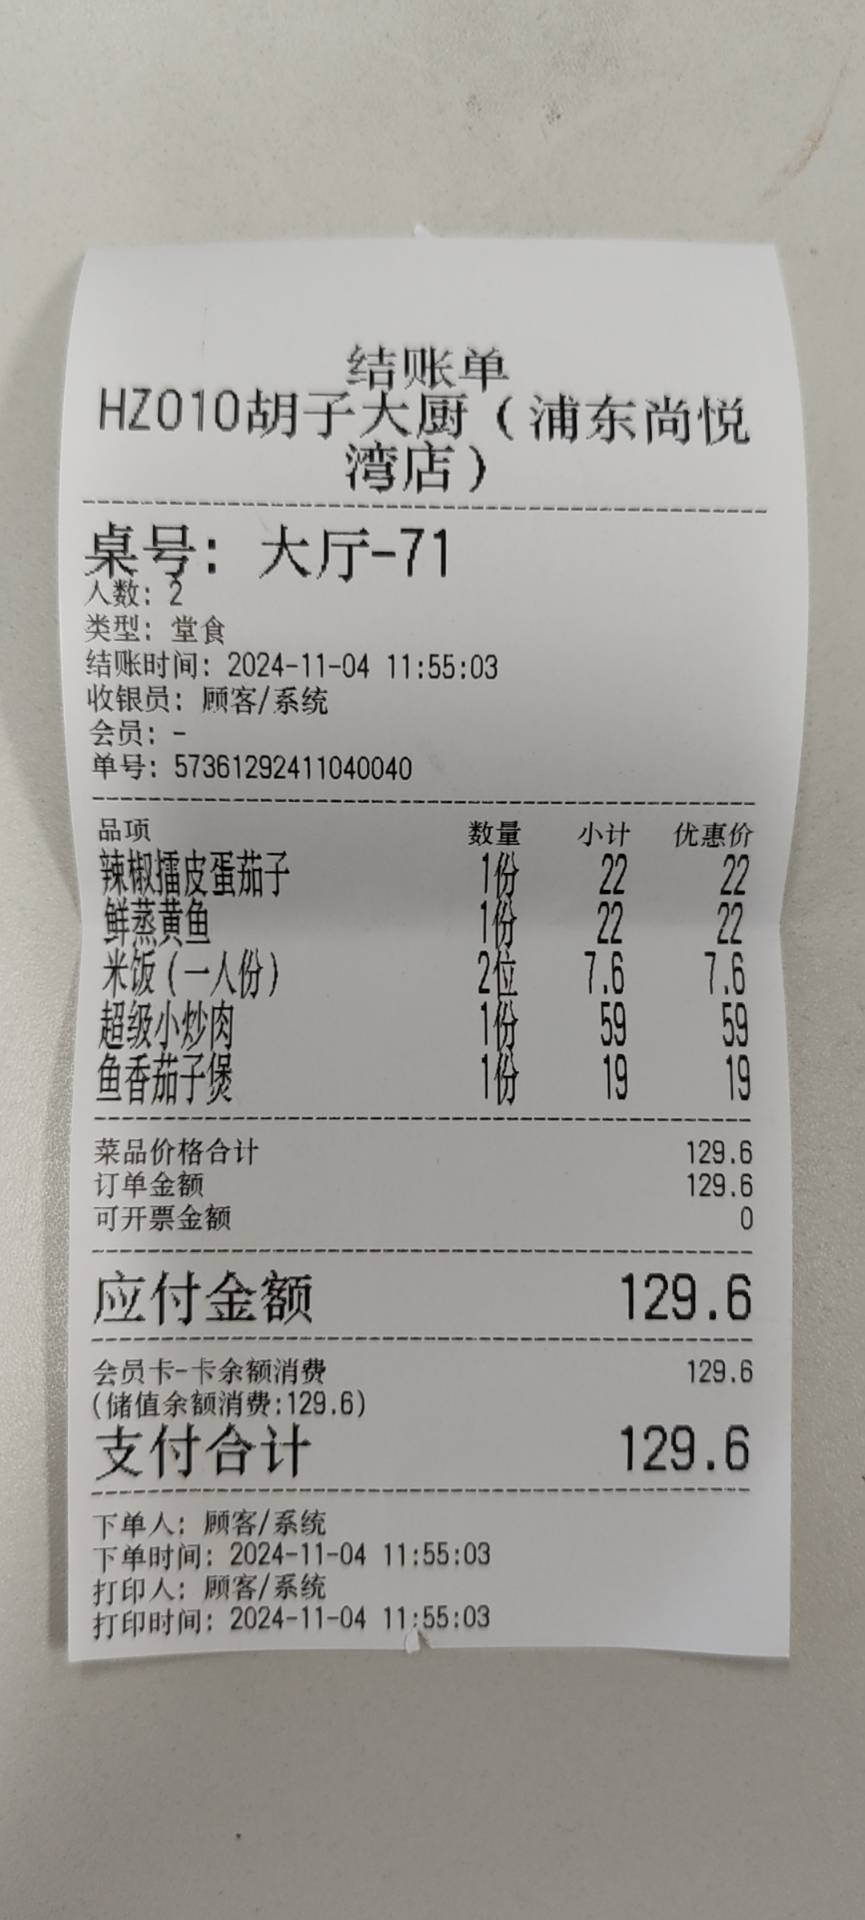 结账单
HZ010胡子大厨（浦东尚悦
湾店）
桌号：大厅-71
人数：2
类型：堂食
结账时间：2024-11-04 11:55:03
收银员：顾客/系统
会员：-
单号：57361292411040040
品项 数量 小计 优惠价
辣椒擂皮蛋茄子 1份 22 22
鲜蒸黄鱼 1份 22 22
米饭（一人份） 2位 7.6 7.6
超级小炒肉 1份 59 59
鱼香茄子煲 1份 19 19
菜品价格合计 129.6
订单金额 129.6
可开票金额 0
应付金额 129.6
会员卡-卡余额消费 129.6
(储值余额消费:129.6)
支付合计 129.6
下单人：顾客/系统
下单时间：2024-11-04 11:55:03
打印人：顾客/系统
打印时间：2024-11-04 11:55:03